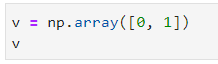 v = np.array([0, 1])
v